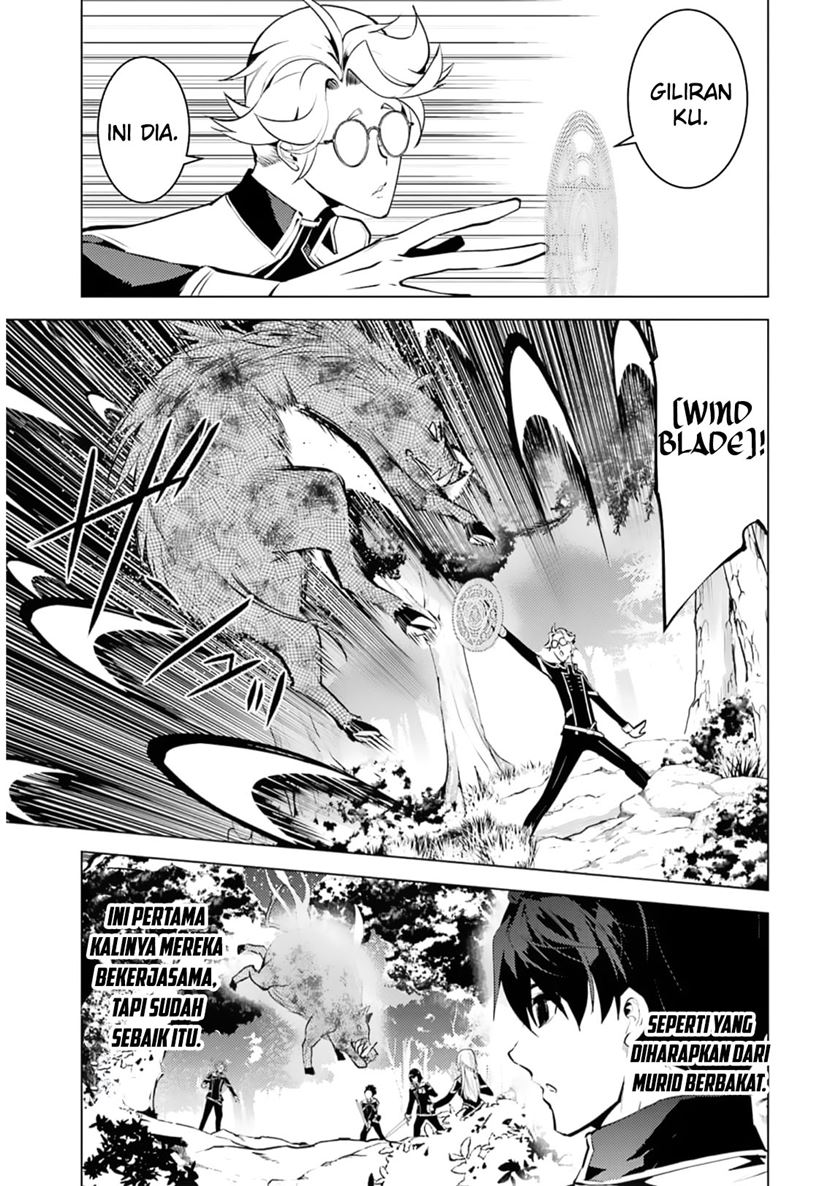 GILIRAN
KU.
INI DIA.
[WIND
BLADE]!
INI PERTAMA
KALINYA MEREKA
BEKERJASAMA,
TAPI SUDAH
SEBAIK ITU.
SEPERTI YANG
DIHARAPKAN DARI
MURID BERBAKAT.